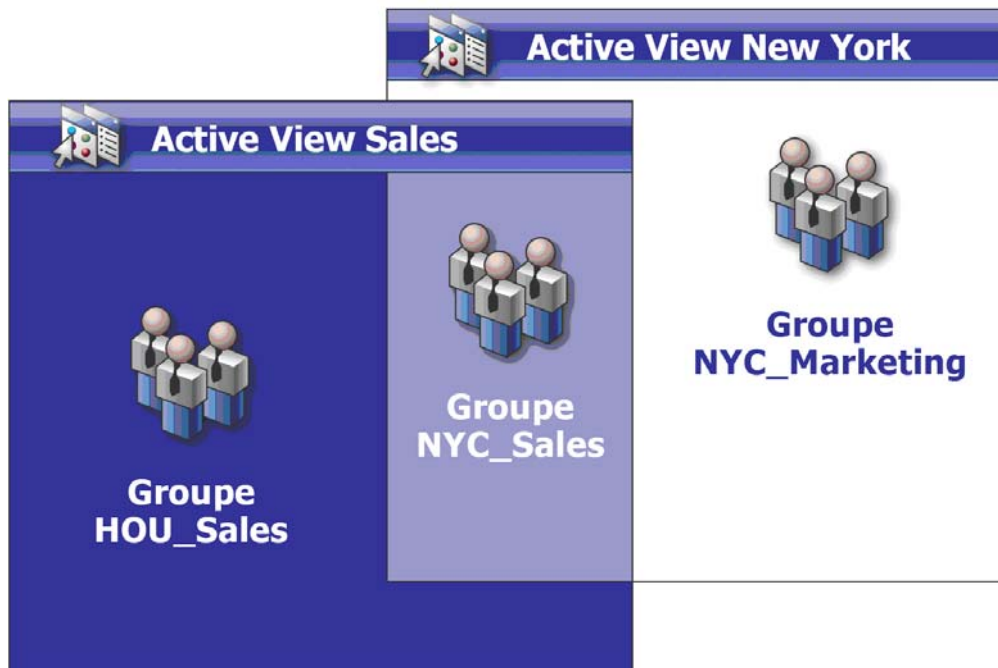 Active View New York
Active View Sales
Groupe
NYC_Marketing
Groupe
NYC_Sales
Groupe
HOU_Sales